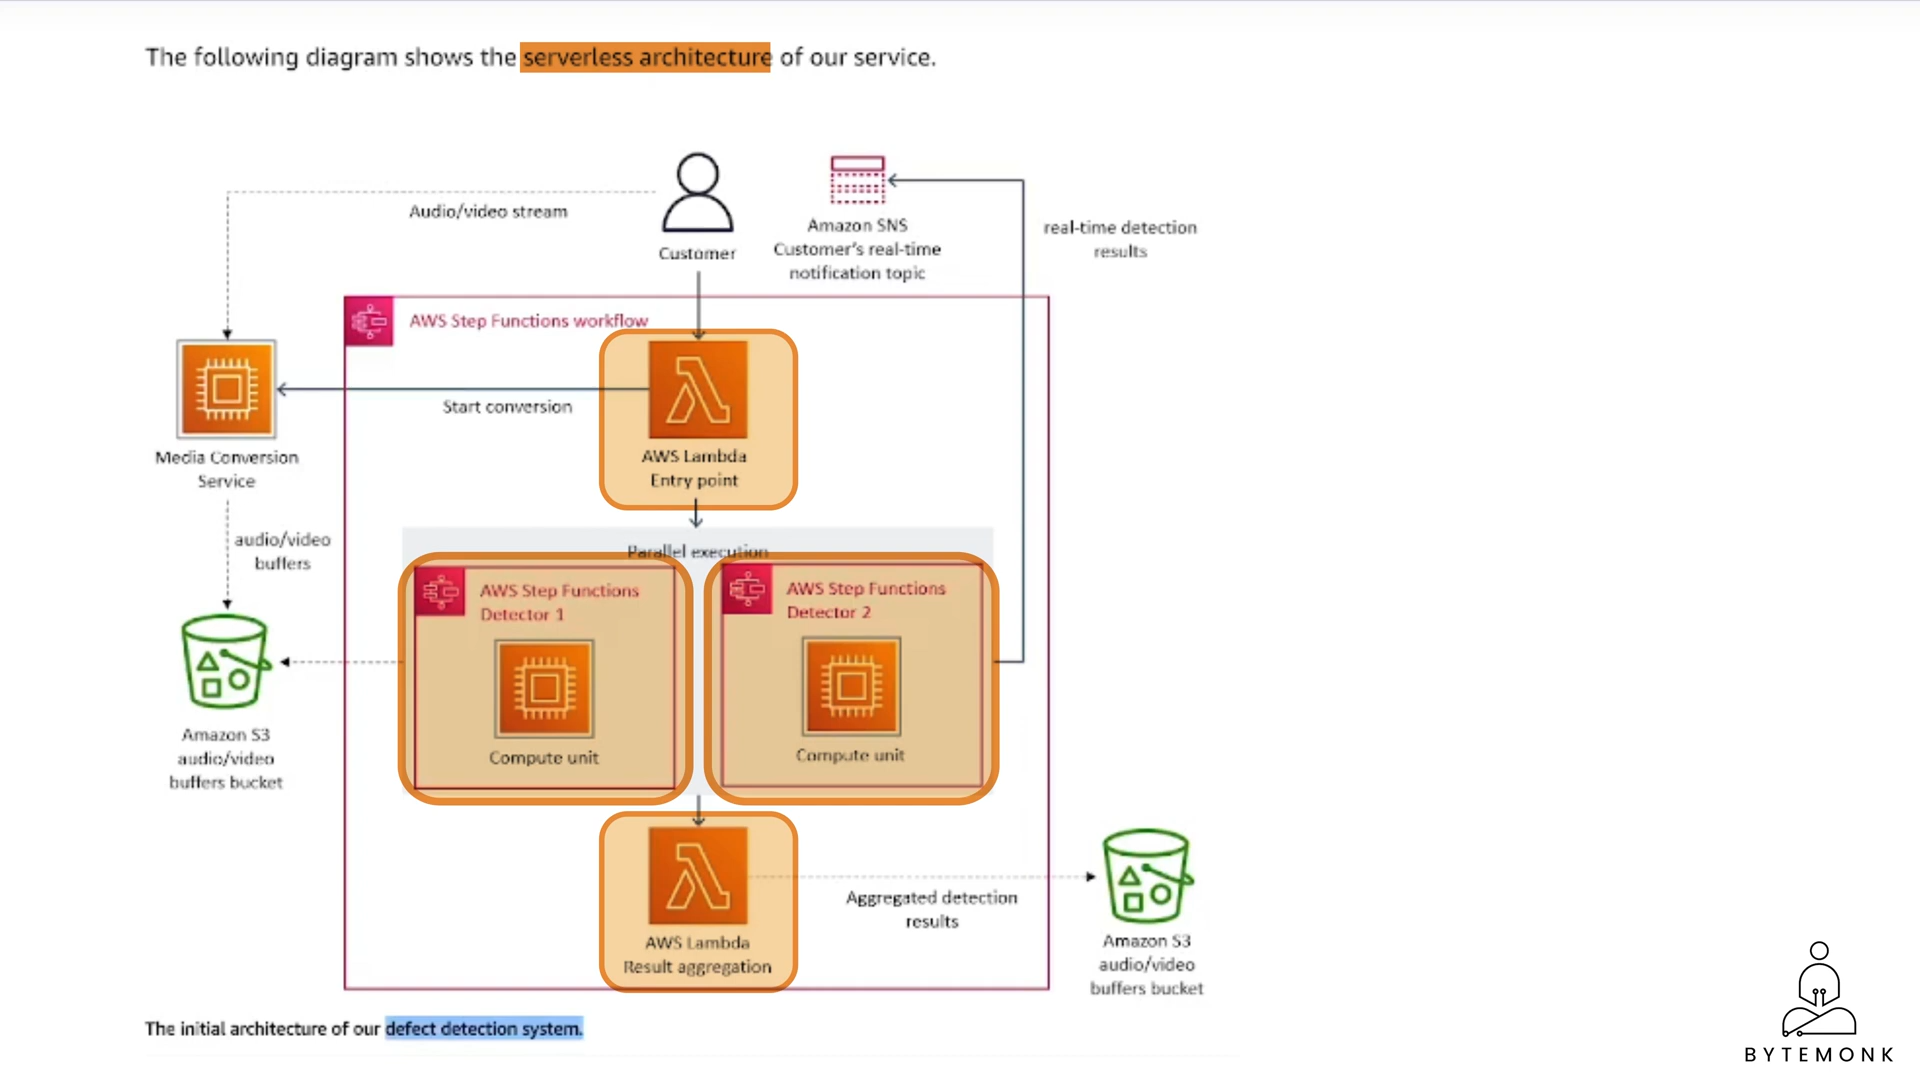 The following diagram shows the serverless architecture of our service.
Audio/video stream
Customer
Amazon SNS
Customer's real-time
notification topic
real-time detection
results
AWS Step Functions workflow
Start conversion
Media Conversion
Service
AWS Lambda
Entry point
audio/video
buffers
Parallel execution
AWS Step Functions
Detector 1
Compute unit
AWS Step Functions
Detector 2
Compute unit
Amazon S3
audio/video
buffers bucket
AWS Lambda
Result aggregation
Aggregated detection
results
Amazon S3
audio/video
buffers bucket
The initial architecture of our defect detection system.
BYTEMONK